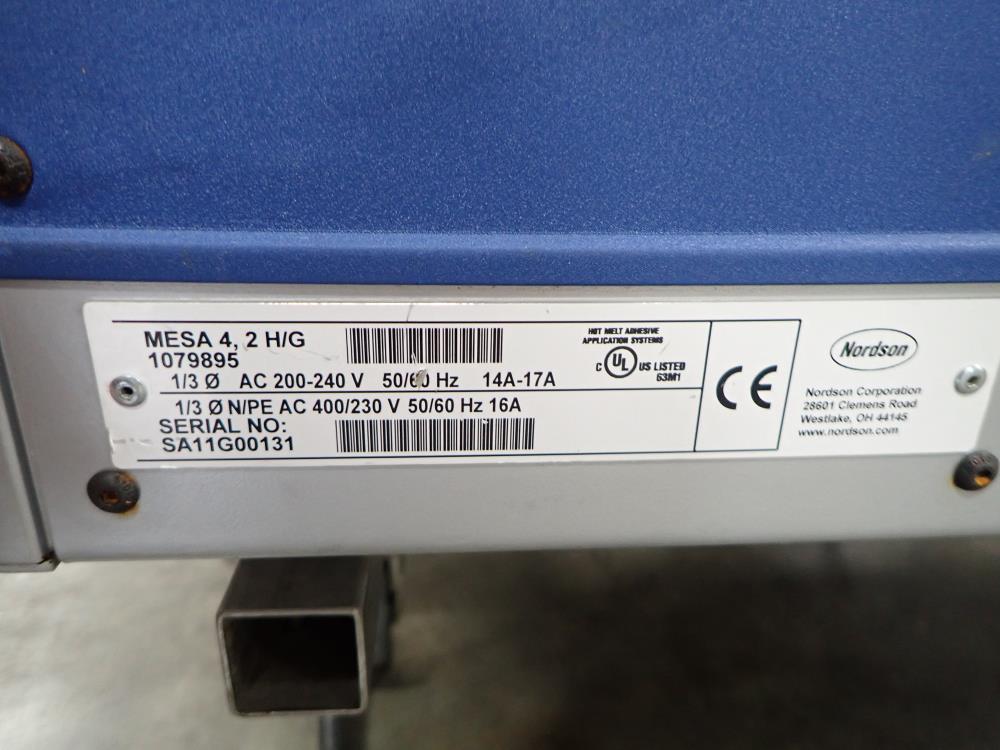 MESA 4, 2 H/G
1079895
1/3 Ø AC 200-240 V 50/60 Hz 14A-17A
1/3 Ø N/PE AC 400/230 V 50/60 Hz 16A
SERIAL NO:
SA11G00131
HOT MELT ADHESIVE
APPLICATION SYSTEMS
C UL US LISTED
63M1
CE
Nordson
Nordson Corporation
28601 Clemens Road
Westlake, OH 44145
www.nordson.com